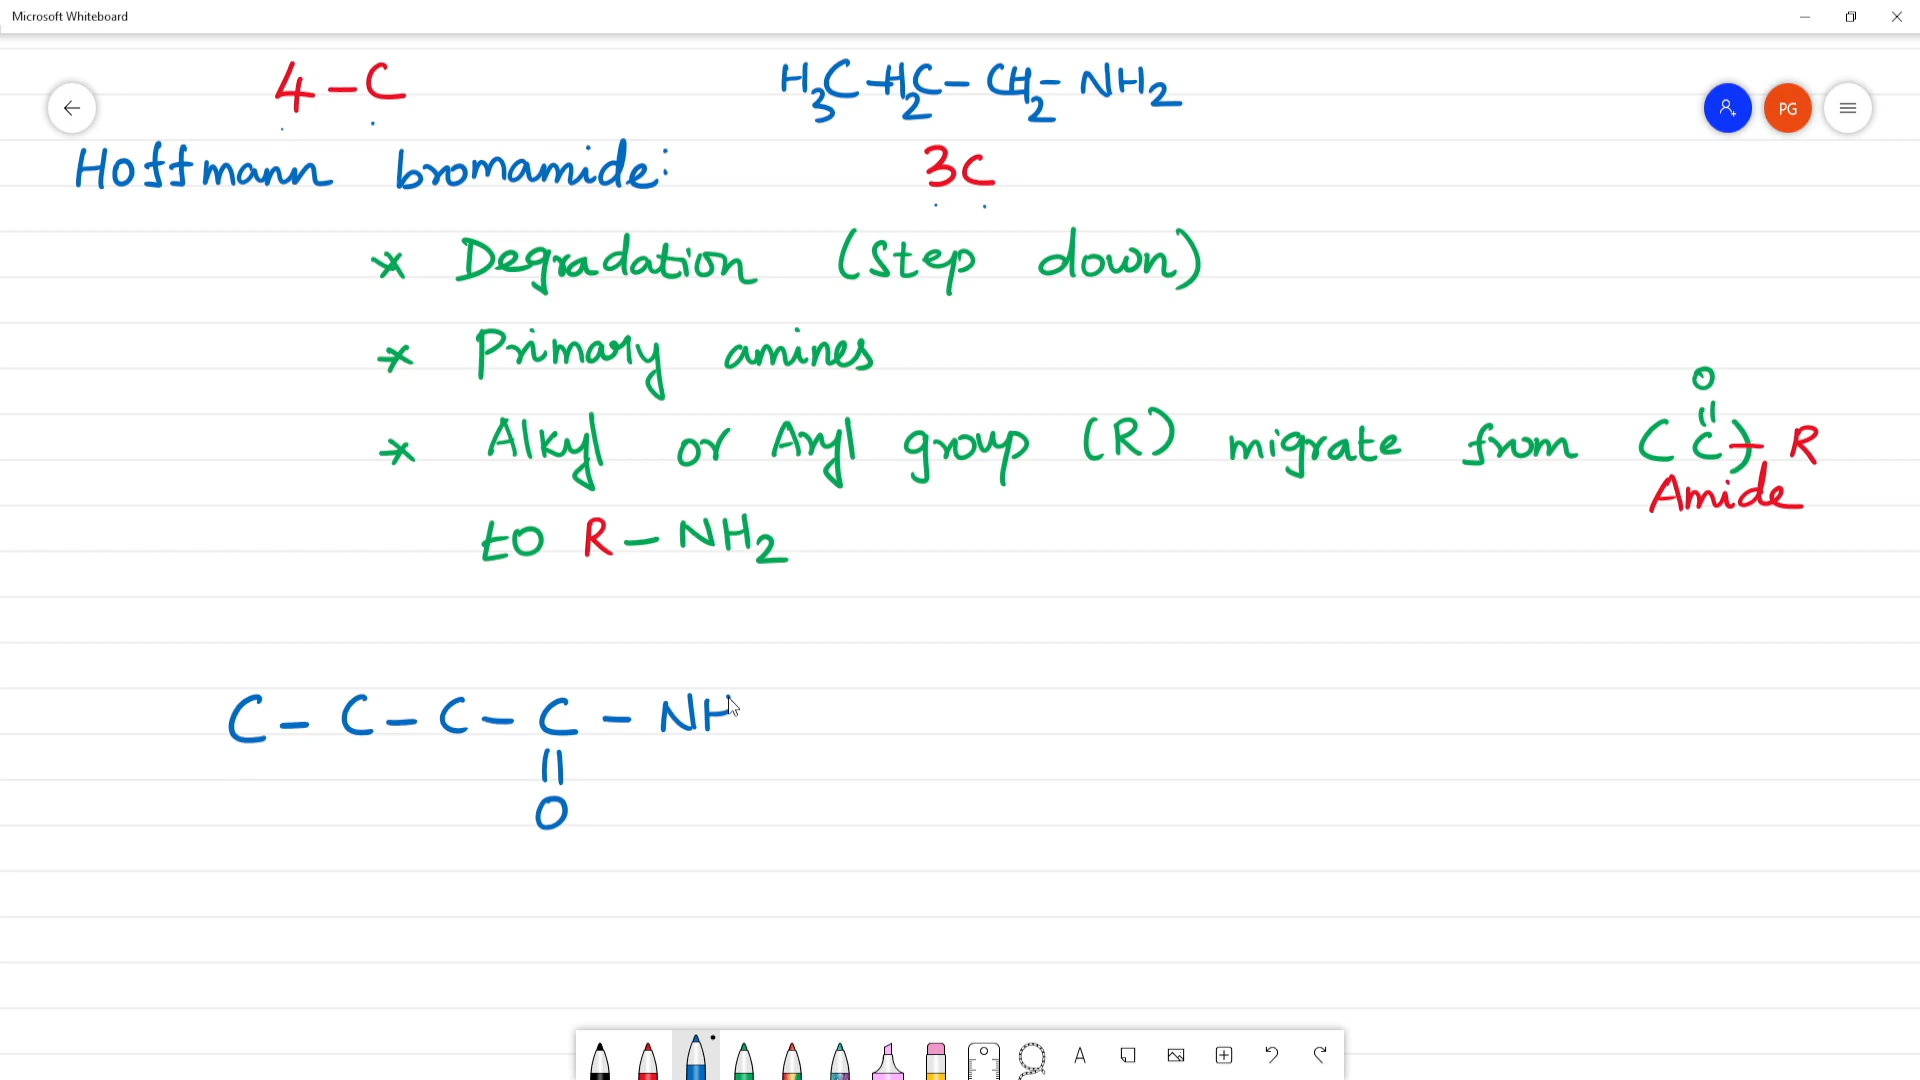 Microsoft Whiteboard
4 - C
H3C - H2C - CH2 - NH2
PG
Hoffmann bromamide:
3C
* Degradation (Step down)
* Primary amines
O
||
* Alkyl or Aryl group (R) migrate from (C C) - R
Amide
to R - NH2
C - C - C - C - NH
||
O
A